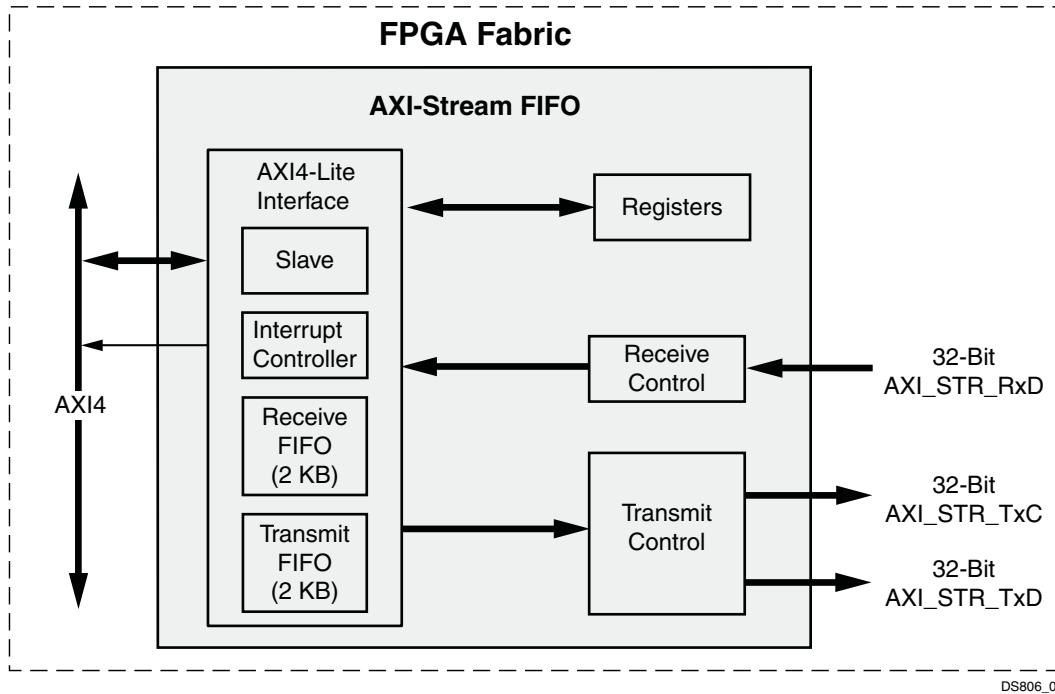 FPGA Fabric
AXI-Stream FIFO
AXI4-Lite
Interface
Slave
Interrupt
Controller
Receive
FIFO
(2 KB)
Transmit
FIFO
(2 KB)
AXI4
Registers
Receive
Control
Transmit
Control
32-Bit
AXI_STR_RxD
32-Bit
AXI_STR_TxC
32-Bit
AXI_STR_TxD
DS806_0